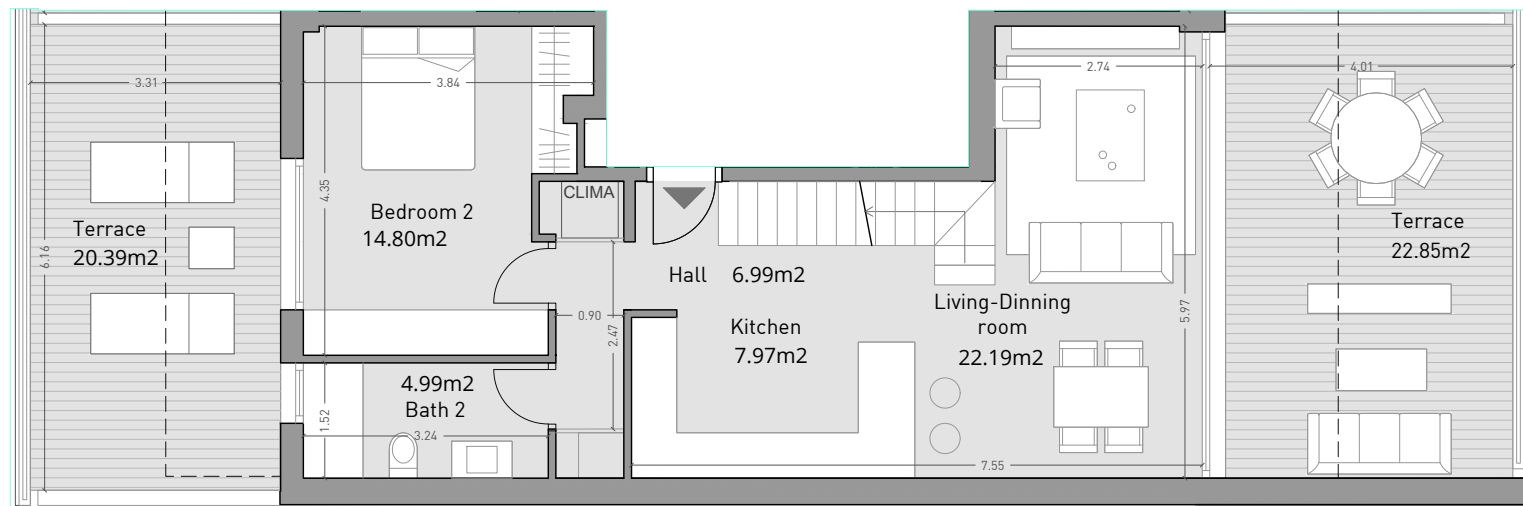 3.31
3.84
2.74
4.01
CLIMA
4.35
Bedroom 2
14.80m2
Terrace
20.39m2
6.16
Terrace
22.85m2
Hall 6.99m2
Living-Dinning
room
22.19m2
5.97
0.90
2.47
Kitchen
7.97m2
4.99m2
Bath 2
1.52
3.24
7.55